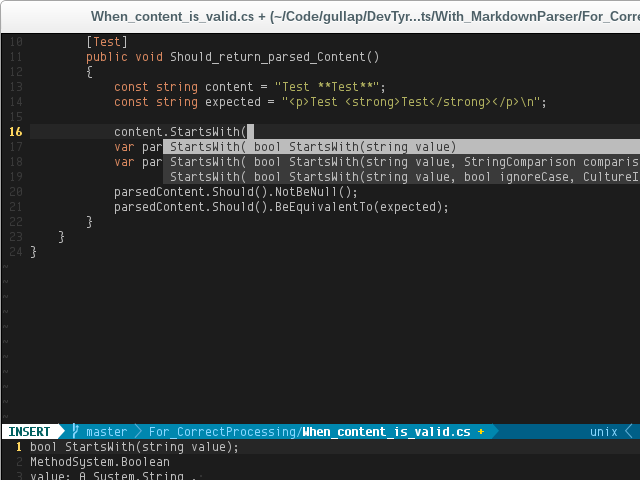 When_content_is_valid.cs + (~/Code/gullap/DevTyr...ts/With_MarkdownParser/For_Corre
10 [Test]
11 public void Should_return_parsed_Content()
12 {
13 const string content = "Test **Test**";
14 const string expected = "<p>Test <strong>Test</strong></p>\n";
15
16 content.StartsWith(
17 var par StartsWith( bool StartsWith(string value)
18 var par StartsWith( bool StartsWith(string value, StringComparison comparis
19 StartsWith( bool StartsWith(string value, bool ignoreCase, CultureI
20 parsedContent.Should().NotBeNull();
21 parsedContent.Should().BeEquivalentTo(expected);
22 }
23 }
24 }
~
~
~
~
~
~
~
~
~
~
~
INSERT master For_CorrectProcessing/When_content_is_valid.cs + unix
1 bool StartsWith(string value);
2 MethodSystem.Boolean
3 value: A System.String